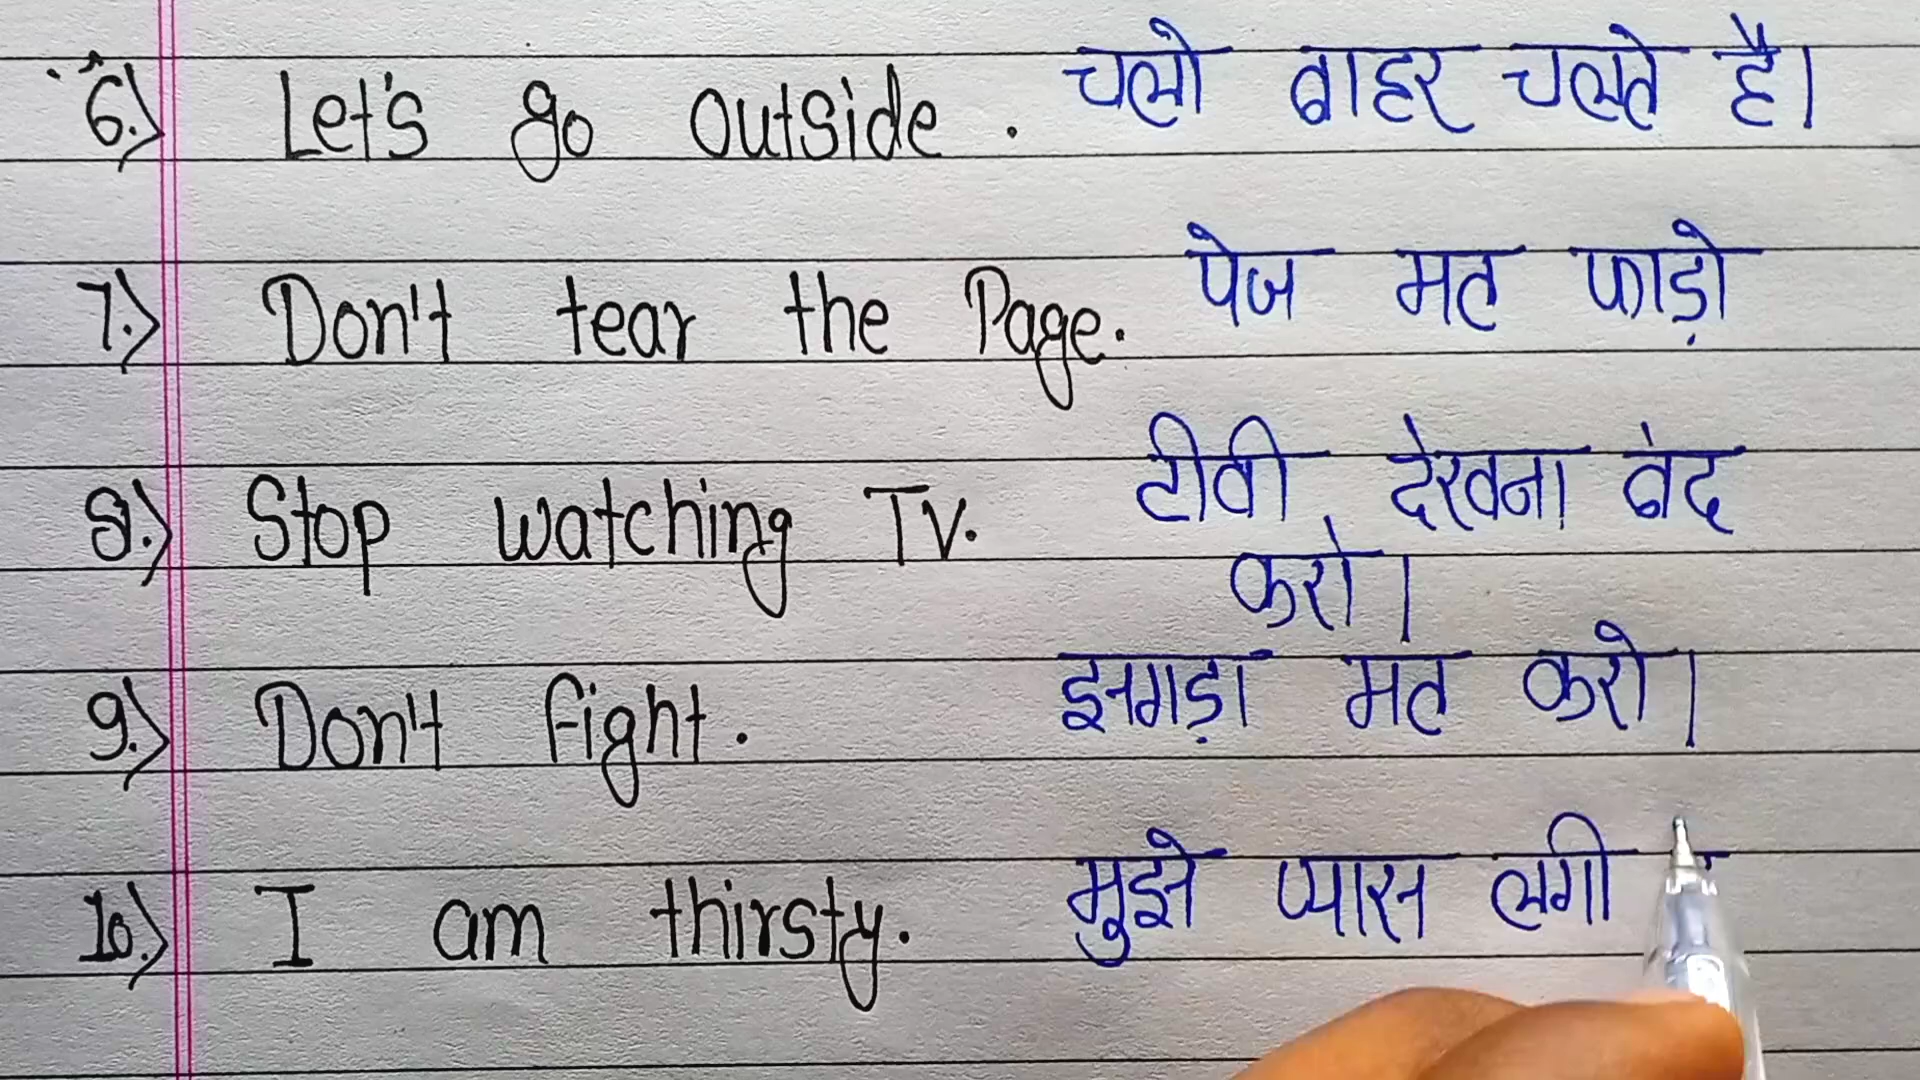 6.) Let's go outside. चलो बाहर चलते है।
7.) Don't tear the Page. पेज मत फाड़ो
8.) Stop watching TV. टीवी देखना बंद
करो।
9.) Don't fight. झगड़ा मत करो।
10.) I am thirsty. मुझे प्यास लगी